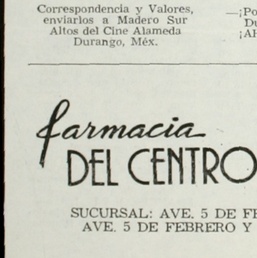 Correspondencia y Valores,
enviarlos a Madero Sur
Altos del Cine Alameda
Durango, Méx.
farmacia
DEL CENTRO
SUCURSAL: AVE. 5 DE
AVE. 5 DE FEBRERO Y